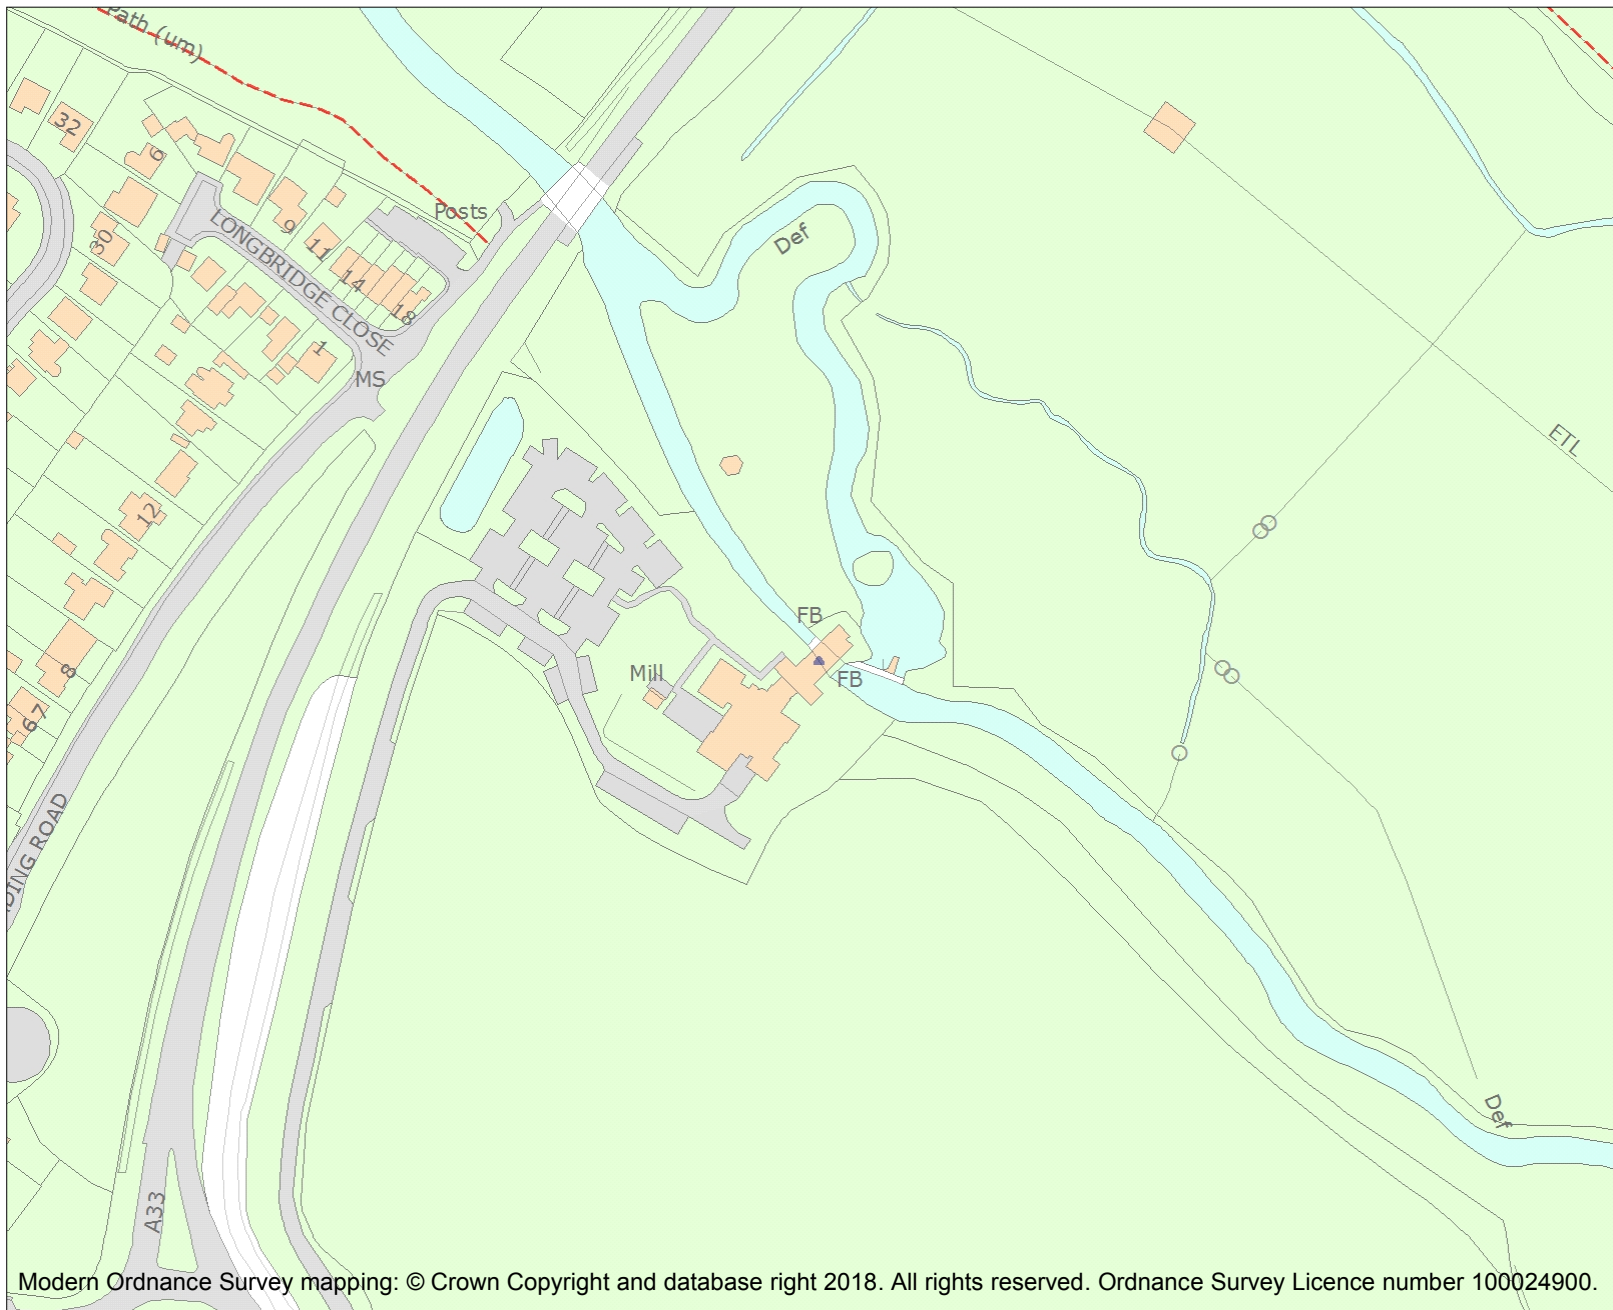 Path (um)
32
6
Posts
LONGBRIDGE CLOSE
9
30
11
14
18
Def
1
MS
ETL
12
FB
8
Mill
FB
67
DING ROAD
Def
A33
Modern Ordnance Survey mapping: © Crown Copyright and database right 2018. All rights reserved. Ordnance Survey Licence number 100024900.